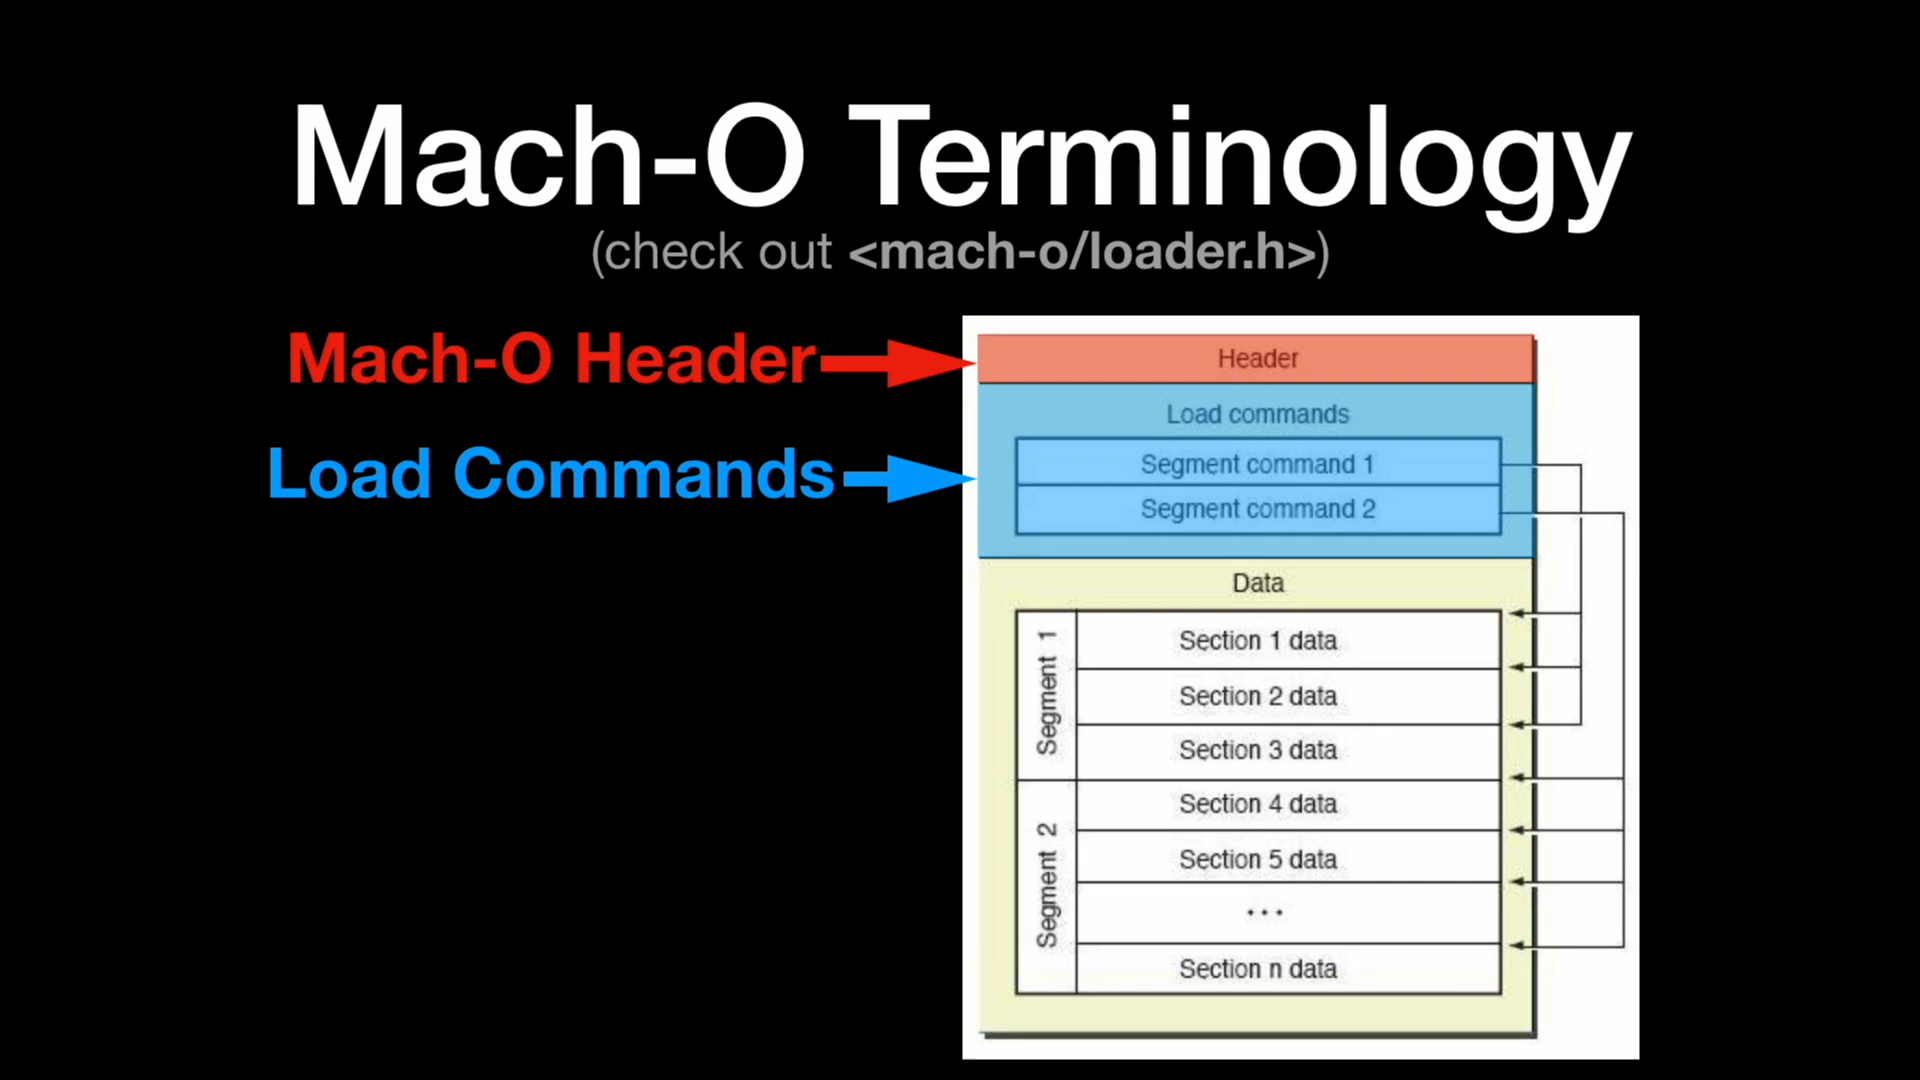 Mach-O Terminology
(check out <mach-o/loader.h>)
Mach-O Header
Load Commands
Header
Load commands
Segment command 1
Segment command 2
Data
Segment 1
Section 1 data
Section 2 data
Section 3 data
Segment 2
Section 4 data
Section 5 data
...
Section n data